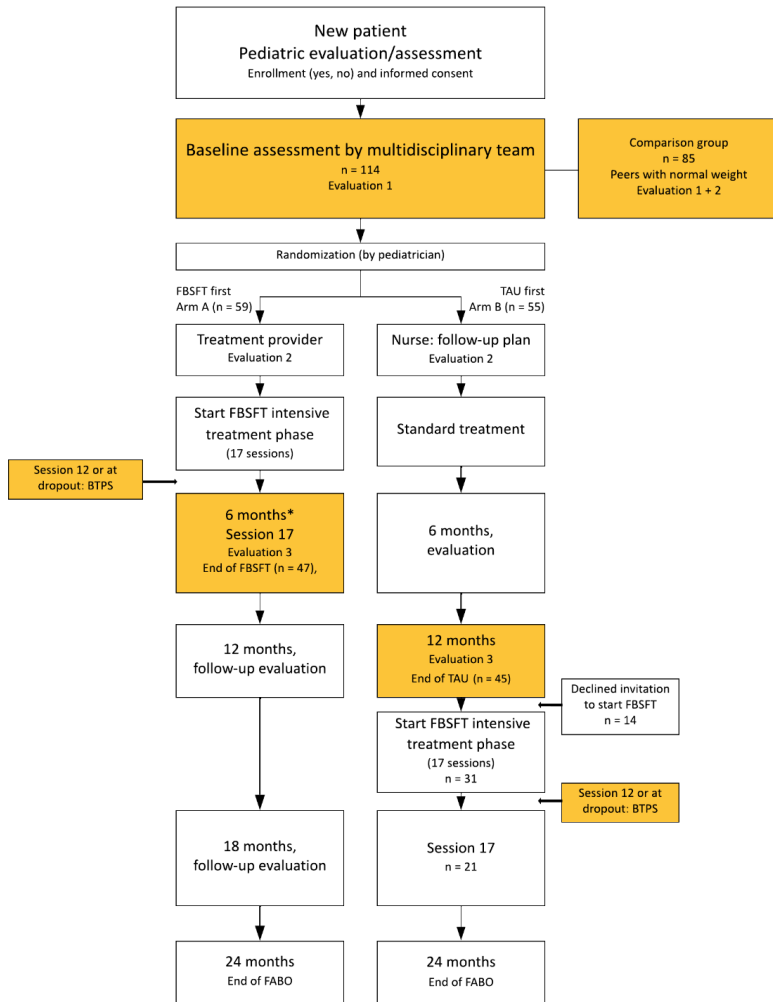 New patient
Pediatric evaluation/assessment
Enrollment (yes, no) and informed consent
Baseline assessment by multidisciplinary team
n = 114
Evaluation 1
Comparison group
n = 85
Peers with normal weight
Evaluation 1 + 2
Randomization (by pediatrician)
FBSFT first
Arm A (n = 59)
TAU first
Arm B (n = 55)
Treatment provider
Evaluation 2
Nurse: follow-up plan
Evaluation 2
Start FBSFT intensive
treatment phase
(17 sessions)
Standard treatment
Session 12 or at
dropout: BTPS
6 months*
Session 17
Evaluation 3
End of FBSFT (n = 47),
6 months,
evaluation
12 months,
follow-up evaluation
12 months
Evaluation 3
End of TAU (n = 45)
Declined invitation
to start FBSFT
n = 14
Start FBSFT intensive
treatment phase
(17 sessions)
n = 31
Session 12 or at
dropout: BTPS
18 months,
follow-up evaluation
Session 17
n = 21
24 months
End of FABO
24 months
End of FABO